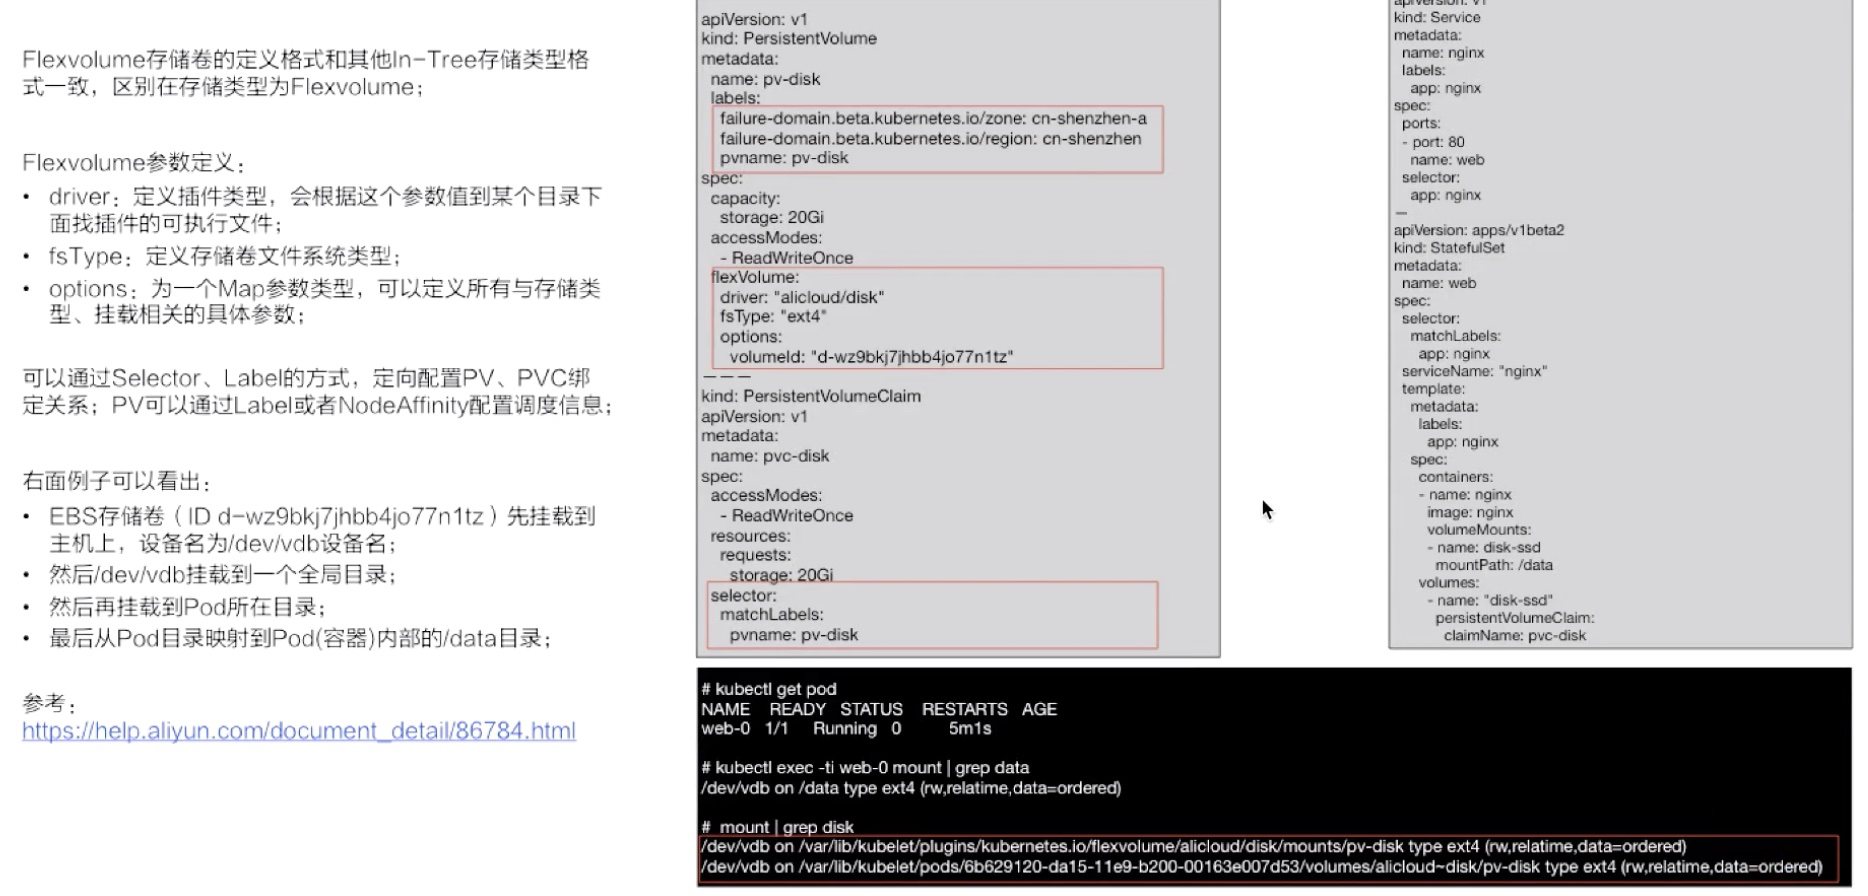 Flexvolume存储卷的定义格式和其他In-Tree存储类型格
式一致，区别在存储类型为Flexvolume；
Flexvolume参数定义：
• driver：定义插件类型，会根据这个参数值到某个目录下
面找插件的可执行文件；
• fsType：定义存储卷文件系统类型；
• options：为一个Map参数类型，可以定义所有与存储类
型、挂载相关的具体参数；
可以通过Selector、Label的方式，定向配置PV、PVC绑
定关系；PV可以通过Label或者NodeAffinity配置调度信息；
右面例子可以看出：
• EBS存储卷（ID d-wz9bkj7jhbb4jo77n1tz）先挂载到
主机上，设备名为/dev/vdb设备名；
• 然后/dev/vdb挂载到一个全局目录；
• 然后再挂载到Pod所在目录；
• 最后从Pod目录映射到Pod(容器)内部的/data目录；
参考：
https://help.aliyun.com/document_detail/86784.html
apiVersion: v1
kind: PersistentVolume
metadata:
name: pv-disk
labels:
failure-domain.beta.kubernetes.io/zone: cn-shenzhen-a
failure-domain.beta.kubernetes.io/region: cn-shenzhen
pvname: pv-disk
spec:
capacity:
storage: 20Gi
accessModes:
- ReadWriteOnce
flexVolume:
driver: "alicloud/disk"
fsType: "ext4"
options:
volumeId: "d-wz9bkj7jhbb4jo77n1tz"
— — —
kind: PersistentVolumeClaim
apiVersion: v1
metadata:
name: pvc-disk
spec:
accessModes:
- ReadWriteOnce
resources:
requests:
storage: 20Gi
selector:
matchLabels:
pvname: pv-disk
apiVersion: v1
kind: Service
metadata:
name: nginx
labels:
app: nginx
spec:
ports:
- port: 80
name: web
selector:
app: nginx
—
apiVersion: apps/v1beta2
kind: StatefulSet
metadata:
name: web
spec:
selector:
matchLabels:
app: nginx
serviceName: "nginx"
template:
metadata:
labels:
app: nginx
spec:
containers:
- name: nginx
image: nginx
volumeMounts:
- name: disk-ssd
mountPath: /data
volumes:
- name: "disk-ssd"
persistentVolumeClaim:
claimName: pvc-disk
# kubectl get pod
NAME READY STATUS RESTARTS AGE
web-0 1/1 Running 0 5m1s
# kubectl exec -ti web-0 mount | grep data
/dev/vdb on /data type ext4 (rw,relatime,data=ordered)
# mount | grep disk
/dev/vdb on /var/lib/kubelet/plugins/kubernetes.io/flexvolume/alicloud/disk/mounts/pv-disk type ext4 (rw,relatime,data=ordered)
/dev/vdb on /var/lib/kubelet/pods/6b629120-da15-11e9-b200-00163e007d53/volumes/alicloud~disk/pv-disk type ext4 (rw,relatime,data=ordered)